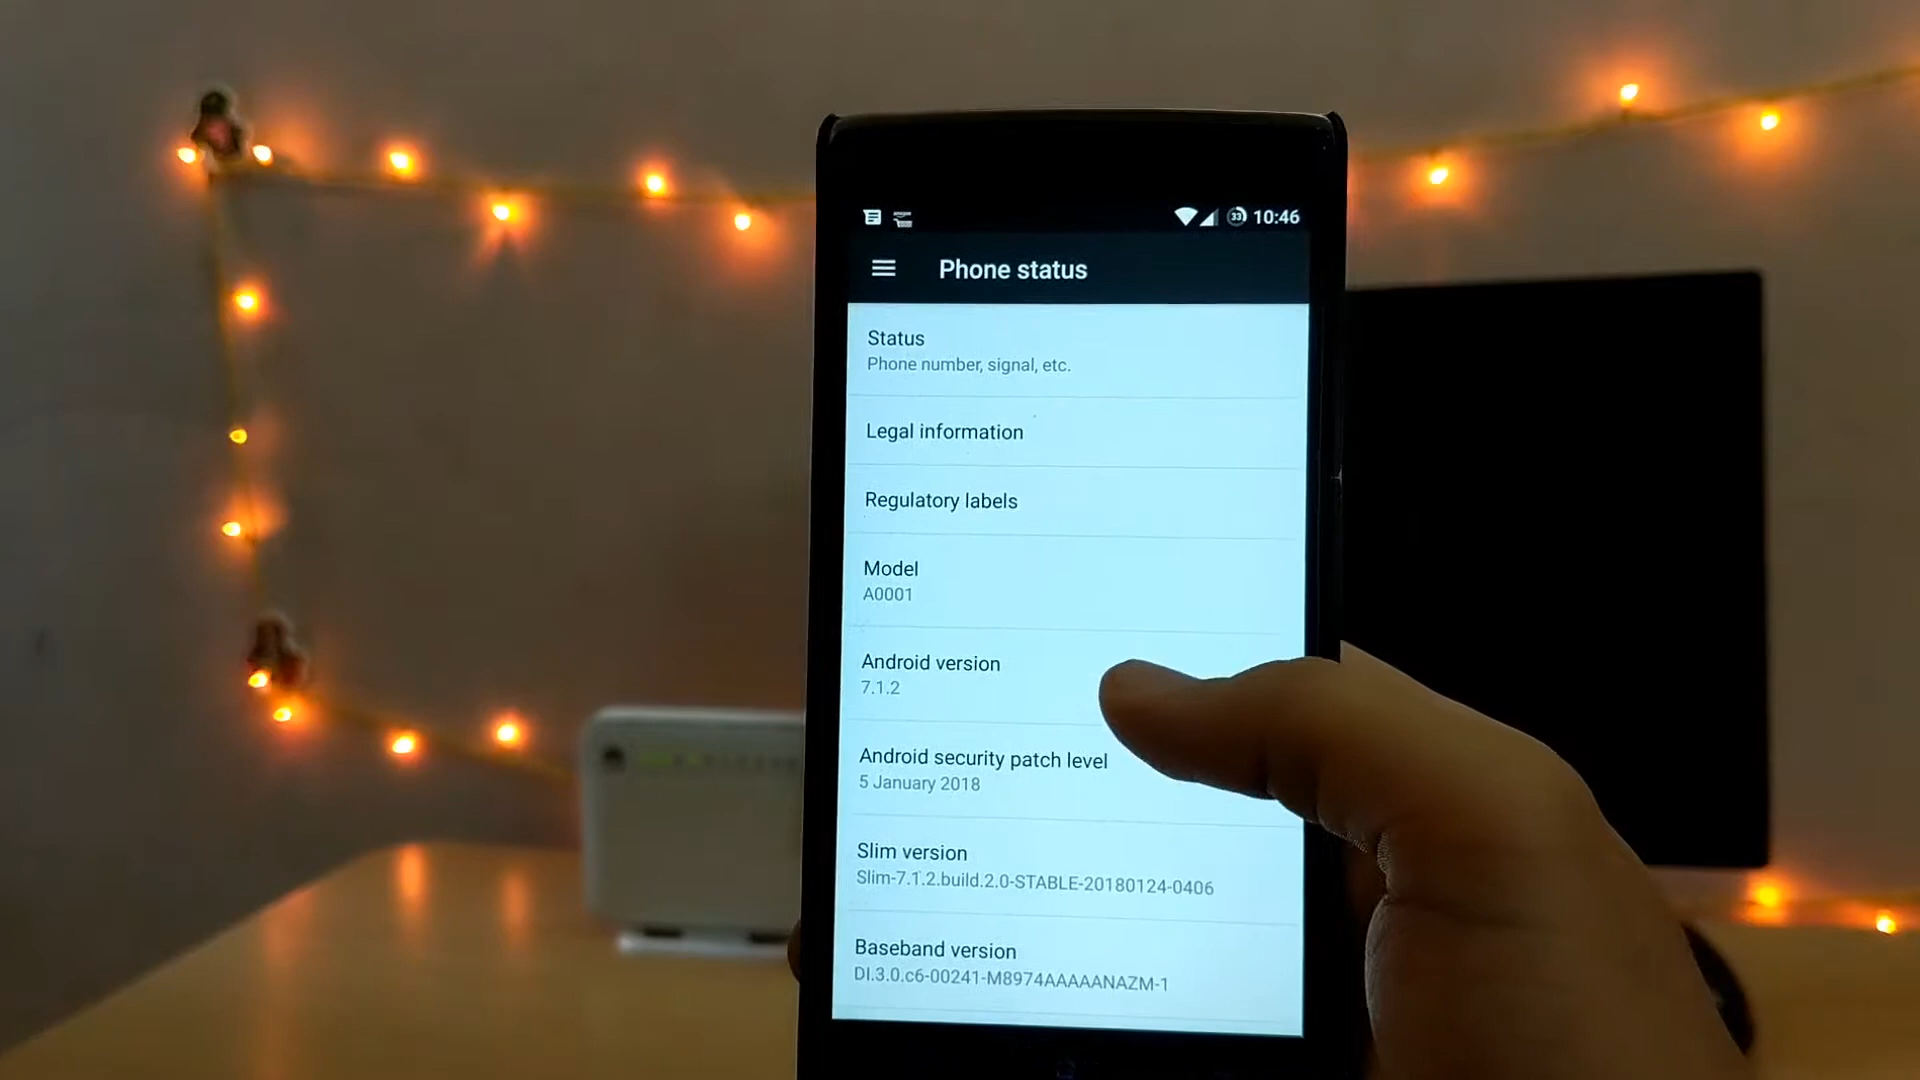 33 10:46
Phone status
Status
Phone number, signal, etc.
Legal information
Regulatory labels
Model
A0001
Android version
7.1.2
Android security patch level
5 January 2018
Slim version
Slim-7.1.2.build.2.0-STABLE-20180124-0406
Baseband version
DI.3.0.c6-00241-M8974AAAAANAZM-1